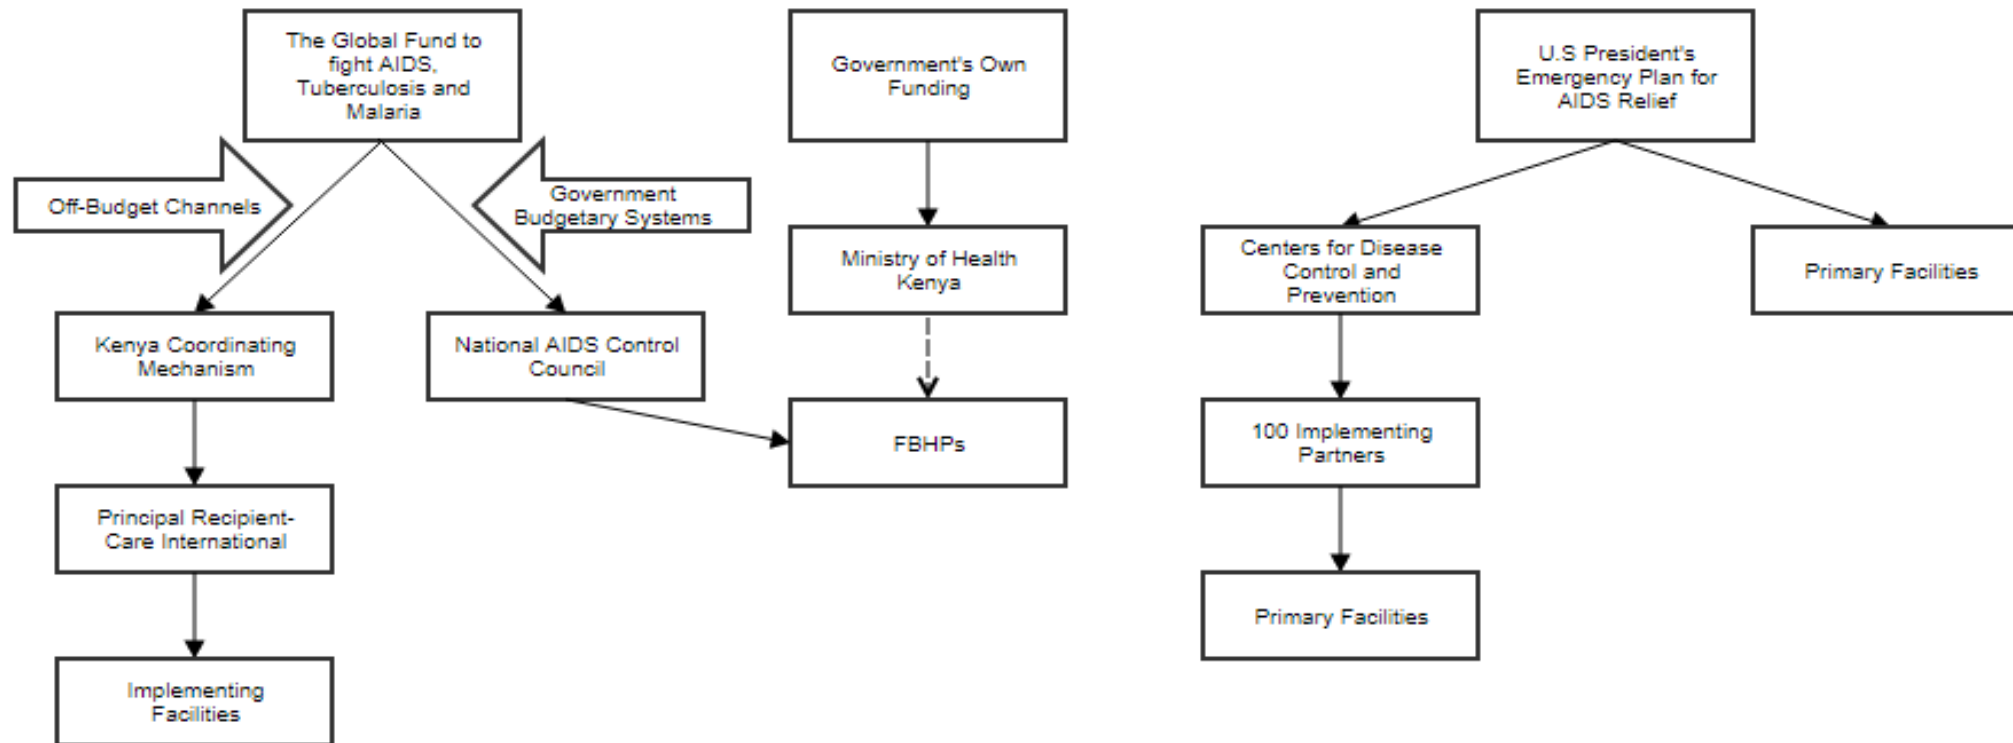 The Global Fund to
fight AIDS,
Tuberculosis and
Malaria
Government's Own
Funding
U.S President's
Emergency Plan for
AIDS Relief
Off-Budget Channels
Government
Budgetary Systems
Ministry of Health
Kenya
Centers for Disease
Control and
Prevention
Primary Facilities
Kenya Coordinating
Mechanism
National AIDS Control
Council
FBHPs
100 Implementing
Partners
Principal Recipient-
Care International
Primary Facilities
Implementing
Facilities